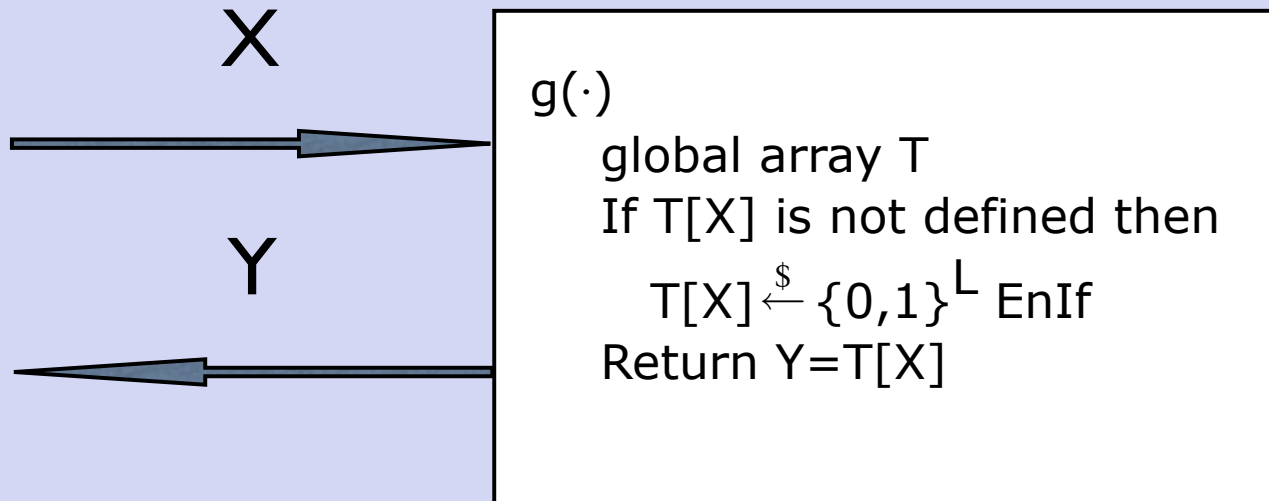 X
Y
g(·)
global array T
If T[X] is not defined then
T[X] $← {0,1}^L EnIf
Return Y=T[X]